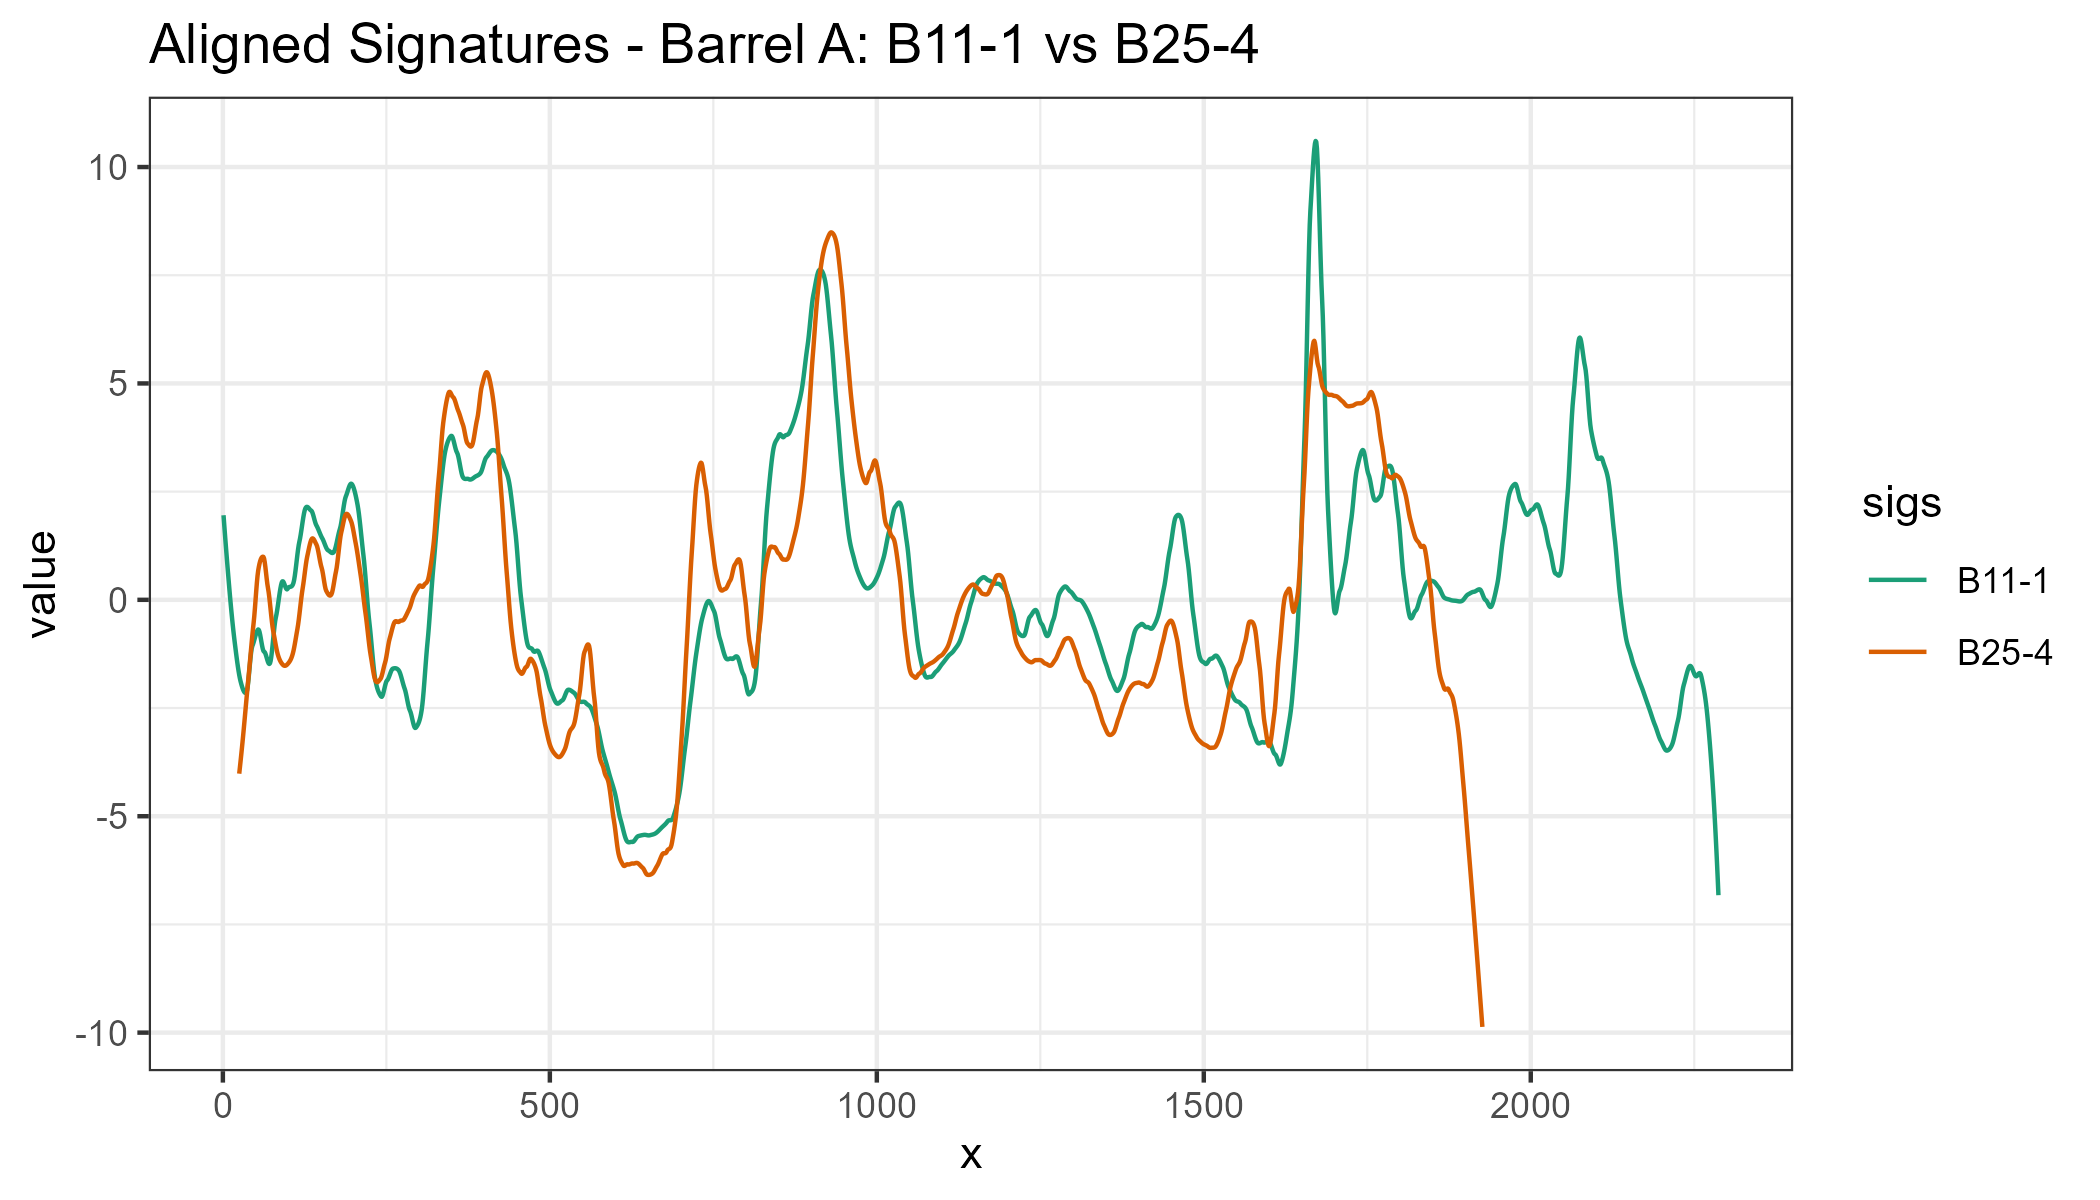 Aligned Signatures - Barrel A: B11-1 vs B25-4
10
5
0
-5
-10
value
0 500 1000 1500 2000
x
sigs
B11-1
B25-4